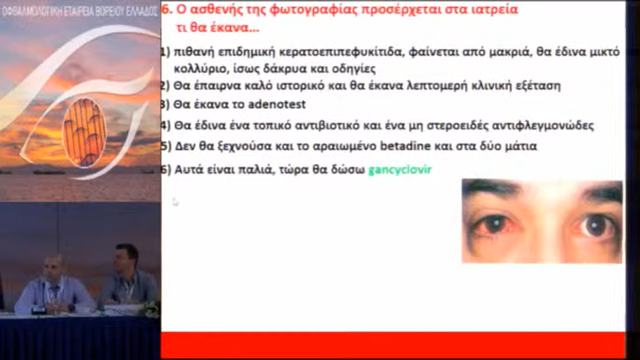 ΟΦΘΑΛΜΟΛΟΓΙΚΗ ΕΤΑΙΡΕΙΑ ΒΟΡΕΙΟΥ ΕΛΛΑΔΟΣ
6. Ο ασθενής της φωτογραφίας προσέρχεται στα ιατρεία
τι θα έκανα...
1) πιθανή επιδημική κερατοεπιπεφυκίτιδα, φαίνεται από μακριά, θα έδινα μικτό
κολλύριο, ίσως δάκρυα και οδηγίες
2) Θα έπαιρνα καλό ιστορικό και θα έκανα λεπτομερή κλινική εξέταση
3) Θα έκανα το adenotest
4) Θα έδινα ένα τοπικό αντιβιοτικό και ένα μη στεροειδές αντιφλεγμονώδες
5) Δεν θα ξεχνούσα και το αραιωμένο betadine και στα δύο μάτια
6) Αυτά είναι παλιά, τώρα θα δώσω gancyclovir